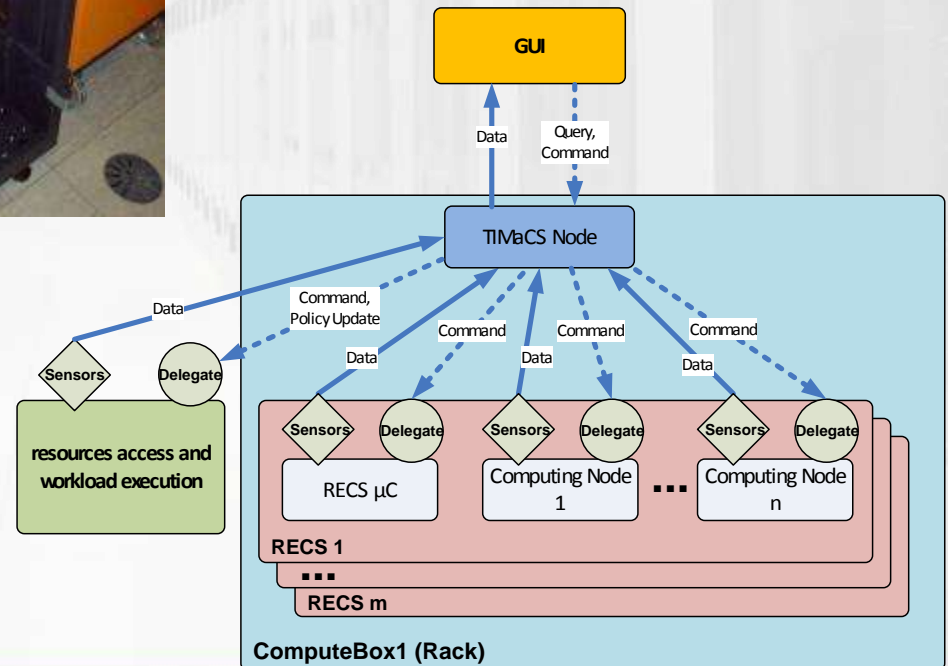 GUI
Data
Query,
Command
TIMaCS Node
Data
Command,
Policy Update
Command
Command
Command
Data
Data
Data
Sensors
Delegate
Sensors
Delegate
Sensors
Delegate
Sensors
Delegate
resources access and
workload execution
RECS µC
Computing Node
1
...
Computing Node
n
RECS 1
...
RECS m
ComputeBox1 (Rack)